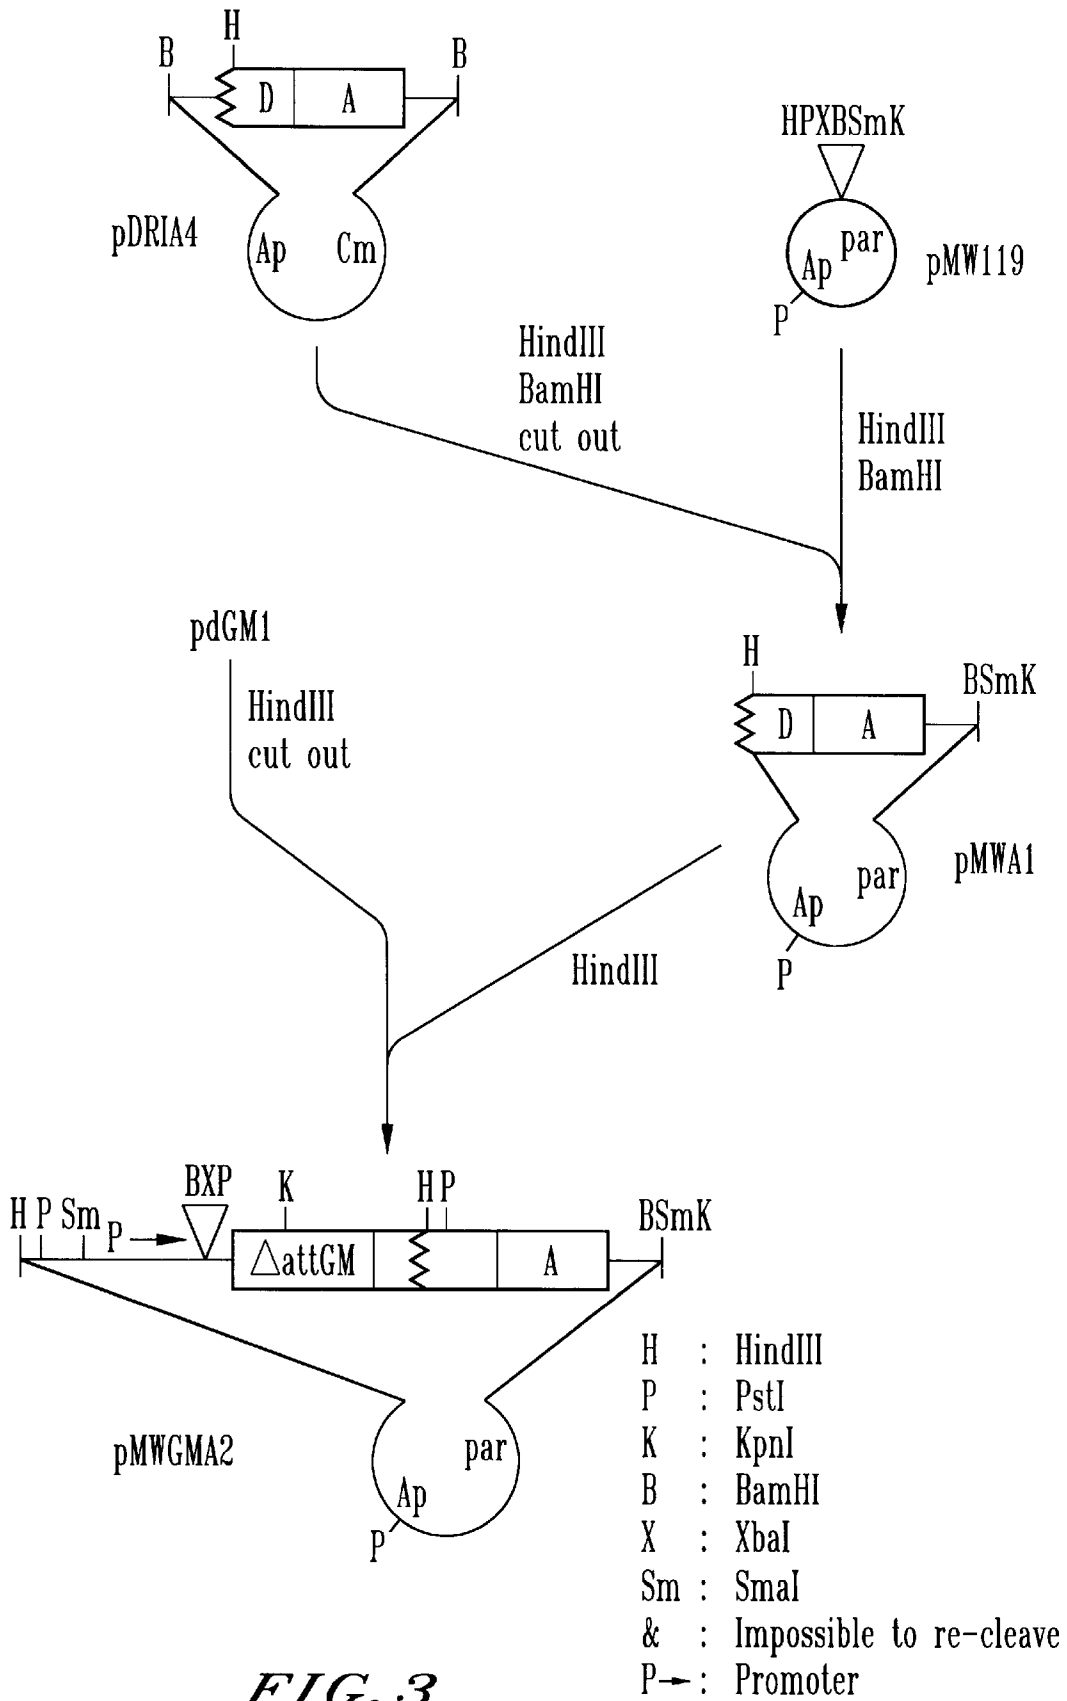 H
B
B
D
A
HPXBSmK
pDRIA4
Ap
Cm
par
Ap
pMW119
P
HindIII
BamHI
cut out
HindIII
BamHI
pdGM1
HindIII
cut out
H
BSmK
D
A
par
Ap
pMWA1
P
HindIII
BXP
K
H P
BSmK
H P Sm P→
△attGM
A
pMWGMA2
par
Ap
P
H : HindIII
P : PstI
K : KpnI
B : BamHI
X : XbaI
Sm : SmaI
& : Impossible to re-cleave
P→ : Promoter
FIG. 3